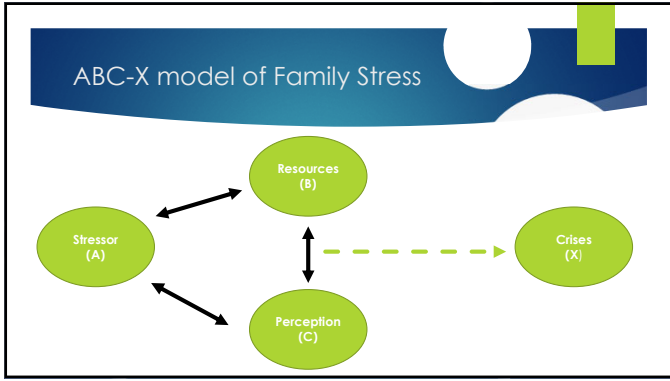 ABC-X model of Family Stress
Resources
(B)
Stressor
(A)
Crises
(X)
Perception
(C)